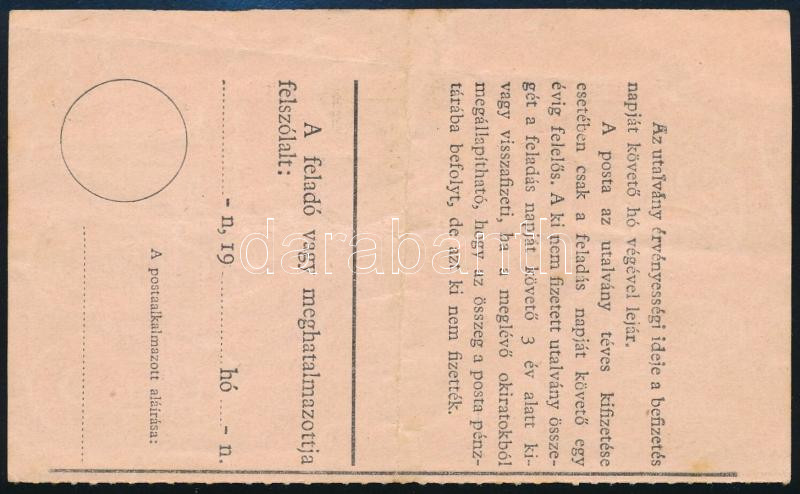 Az utalvány érvényességi ideje a befizetés
napját követő hó végével lejár.
A posta az utalvány téves kifizetése
esetében csak a feladás napját követő egy
évig felelős. A ki nem fizetett utalvány össze-
gét a feladás napját követő 3 év alatt ki-
vagy visszafizeti, ha a meglévő okiratokból
megállapítható, hogy az összeg a posta pénz-
tárába befolyt, de azt ki nem fizették.
A feladó vagy meghatalmazottja
felszólalt:
- n, 19 hó - n.
A postaalkalmazott aláírása:
darabanth